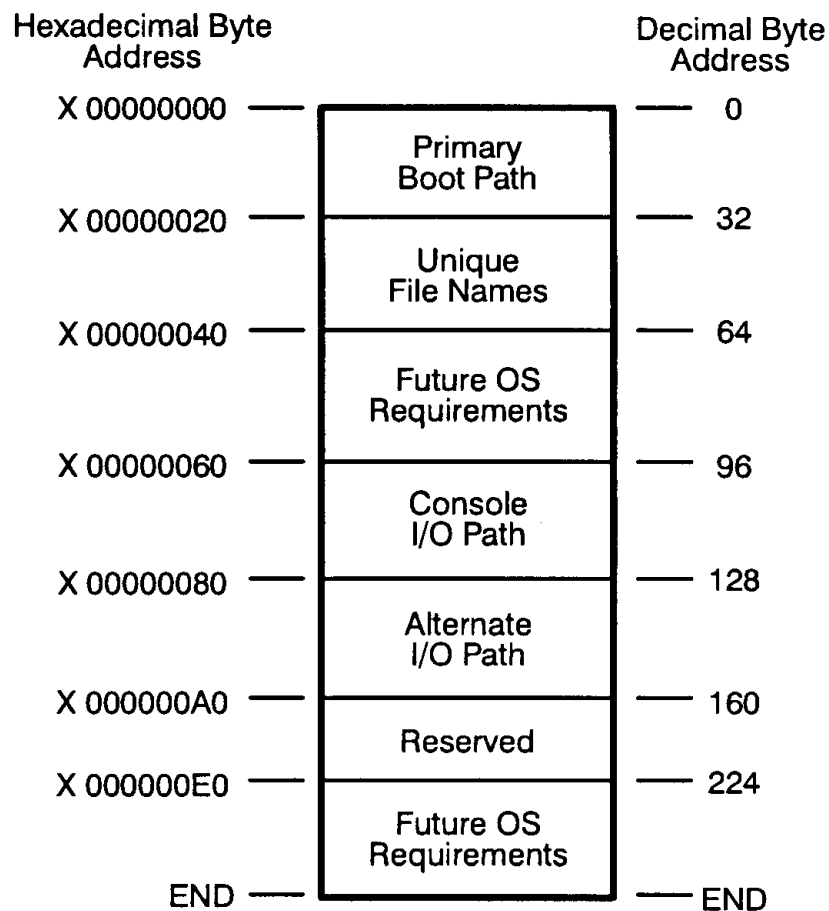 Hexadecimal Byte
Address
Decimal Byte
Address
X 00000000
0
Primary
Boot Path
X 00000020
32
Unique
File Names
X 00000040
64
Future OS
Requirements
X 00000060
96
Console
I/O Path
X 00000080
128
Alternate
I/O Path
X 000000A0
160
Reserved
X 000000E0
224
Future OS
Requirements
END
END